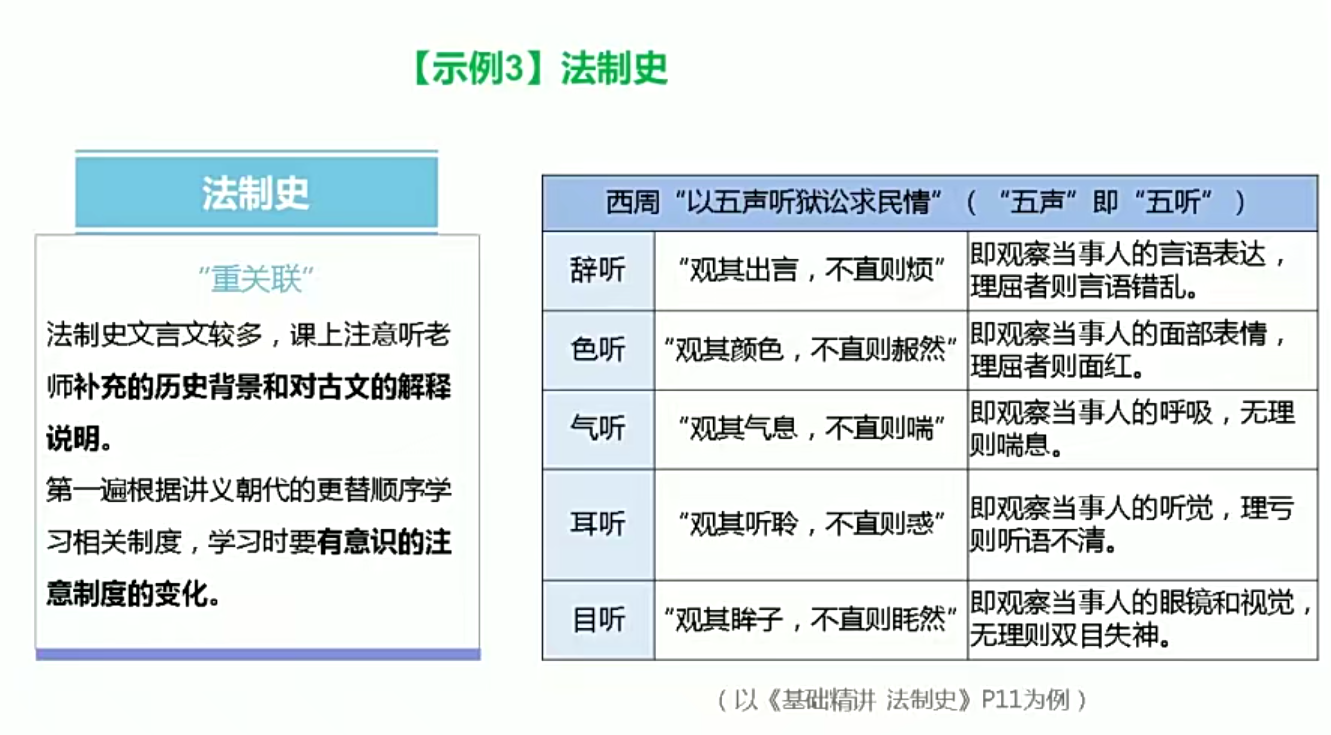 【示例3】法制史
法制史
“重关联”
法制史文言文较多，课上注意听老
师补充的历史背景和对古文的解释
说明。
第一遍根据讲义朝代的更替顺序学
习相关制度，学习时要有意识的注
意制度的变化。
西周“以五声听狱讼求民情”（“五声”即“五听”）
辞听
“观其出言，不直则烦”
即观察当事人的言语表达，
理屈者则言语错乱。
色听
“观其颜色，不直则赧然”
即观察当事人的面部表情，
理屈者则面红。
气听
“观其气息，不直则喘”
即观察当事人的呼吸，无理
则喘息。
耳听
“观其听聆，不直则惑”
即观察当事人的听觉，理亏
则听语不清。
目听
“观其眸子，不直则眊然”
即观察当事人的眼镜和视觉，
无理则双目失神。
（以《基础精讲 法制史》P11为例）